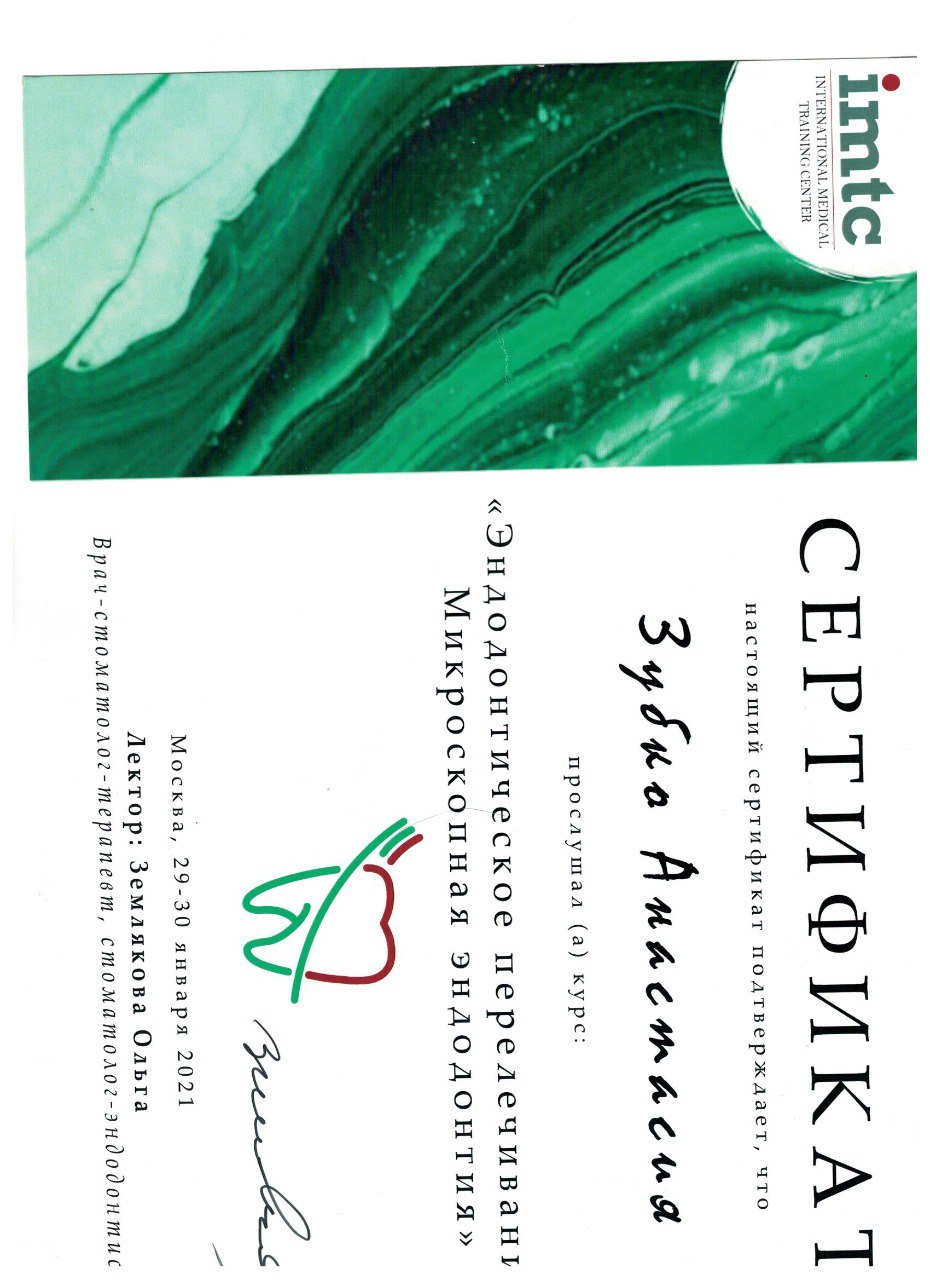 imtc
INTERNATIONAL MEDICAL
TRAINING CENTER
СЕРТИФИКАТ
настоящий сертификат подтверждает, что
Зубко Анастасия
прослушал (а) курс:
«Эндодонтическое перелечивани
Микроскопная эндодонтия»
Москва, 29-30 января 2021
Лектор: Землякова Ольга
Врач-стоматолог-терапевт, стоматолог-эндодонтис